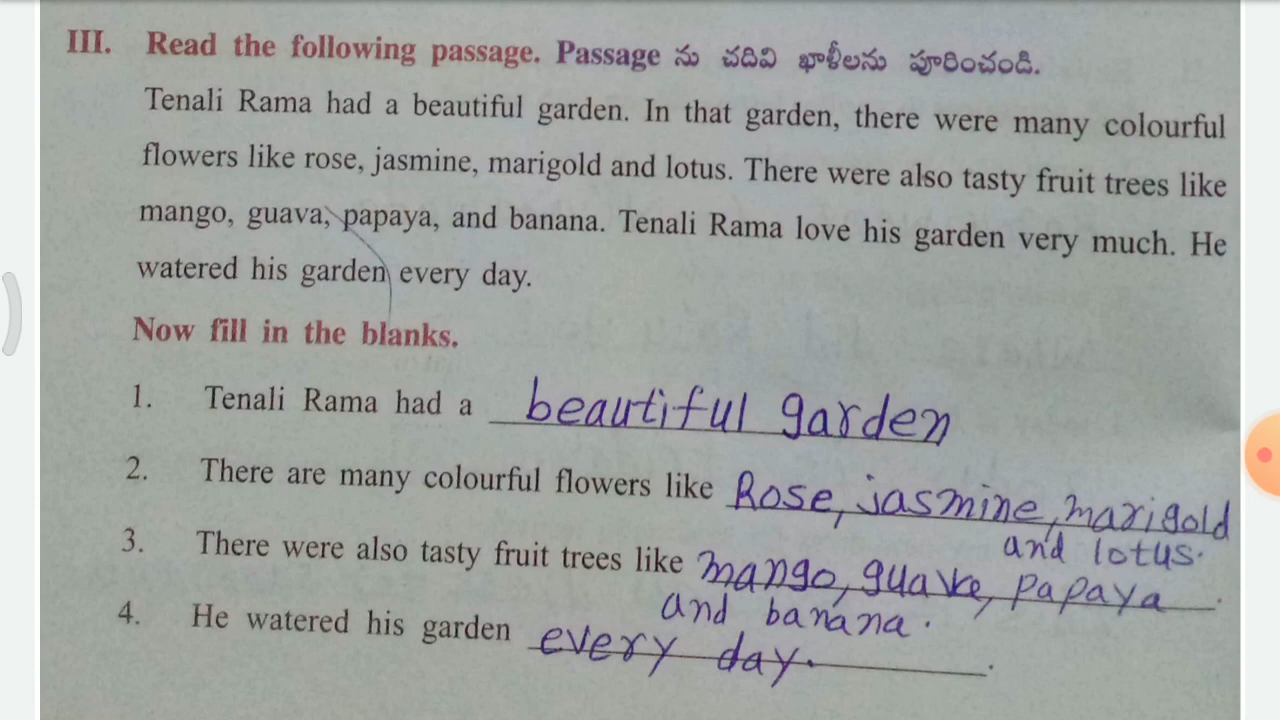 III. Read the following passage. Passage ను చదివి ఖాళీలను పూరించండి.
Tenali Rama had a beautiful garden. In that garden, there were many colourful
flowers like rose, jasmine, marigold and lotus. There were also tasty fruit trees like
mango, guava, papaya, and banana. Tenali Rama love his garden very much. He
watered his garden every day.
Now fill in the blanks.
1. Tenali Rama had a beautiful garden
2. There are many colourful flowers like Rose, jasmine, marigold
and lotus.
3. There were also tasty fruit trees like mango, guave, papaya.
and banana.
4. He watered his garden every day.